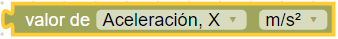 valor de Aceleración, X m/s²